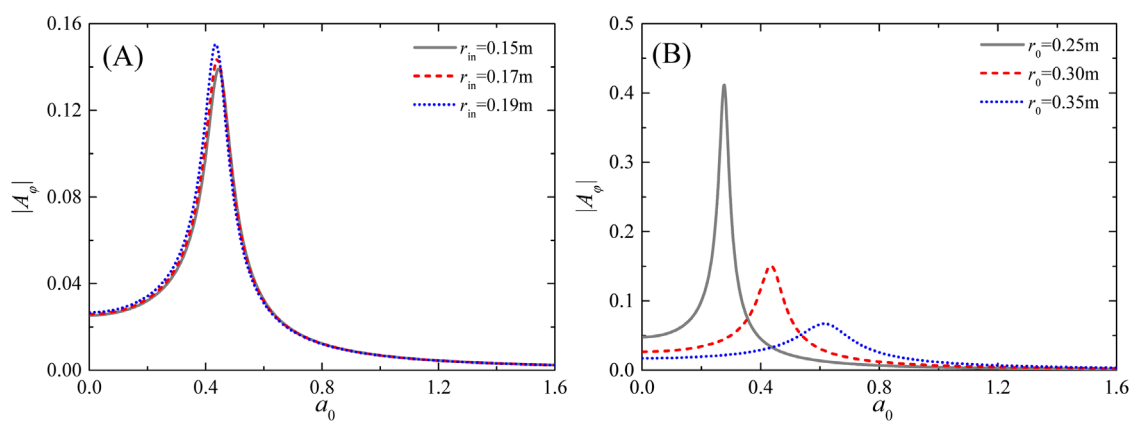 (A)
r_in=0.15m
r_in=0.17m
r_in=0.19m
0.16
0.12
0.08
0.04
0.00
|A_φ|
0.0 0.4 0.8 1.2 1.6
a_0
(B)
r_0=0.25m
r_0=0.30m
r_0=0.35m
0.5
0.4
0.3
0.2
0.1
0.0
|A_φ|
0.0 0.4 0.8 1.2 1.6
a_0